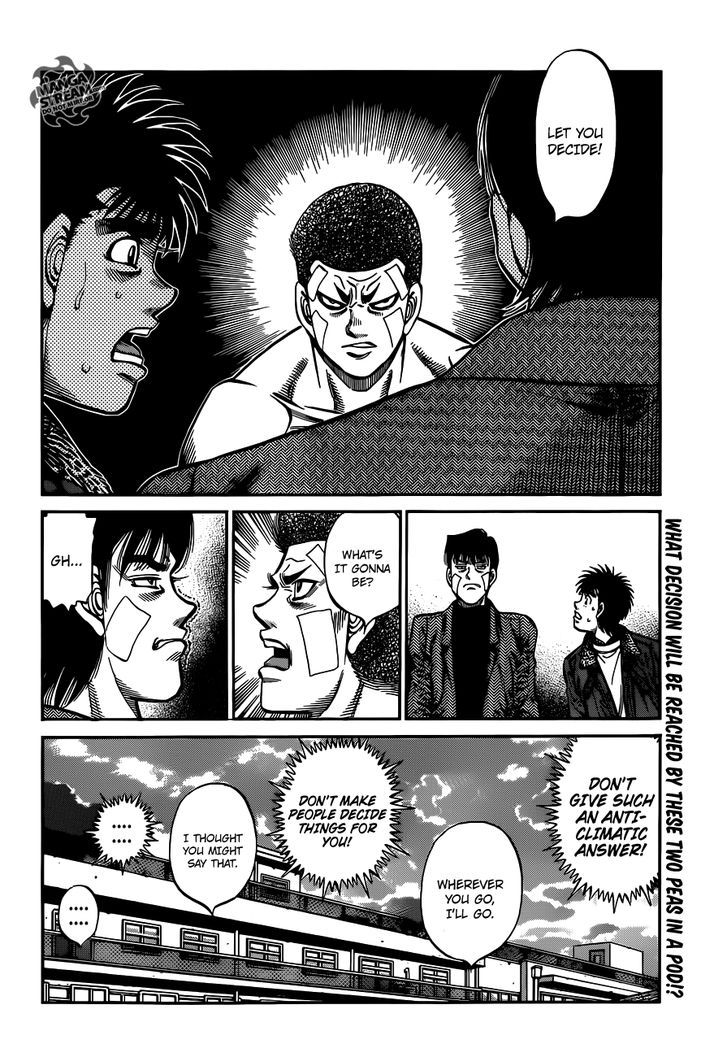 MANGA
STREAM
LET YOU
DECIDE!
WHAT'S
IT GONNA
BE?
GH...
DON'T
GIVE SUCH
AN ANTI-
CLIMATIC
ANSWER!
WHEREVER
YOU GO,
I'LL GO.
DON'T MAKE
PEOPLE DECIDE
THINGS FOR
YOU!
I THOUGHT
YOU MIGHT
SAY THAT.
....
....
....
....
WHAT DECISION WILL BE REACHED BY THESE TWO PEAS IN A POD!?